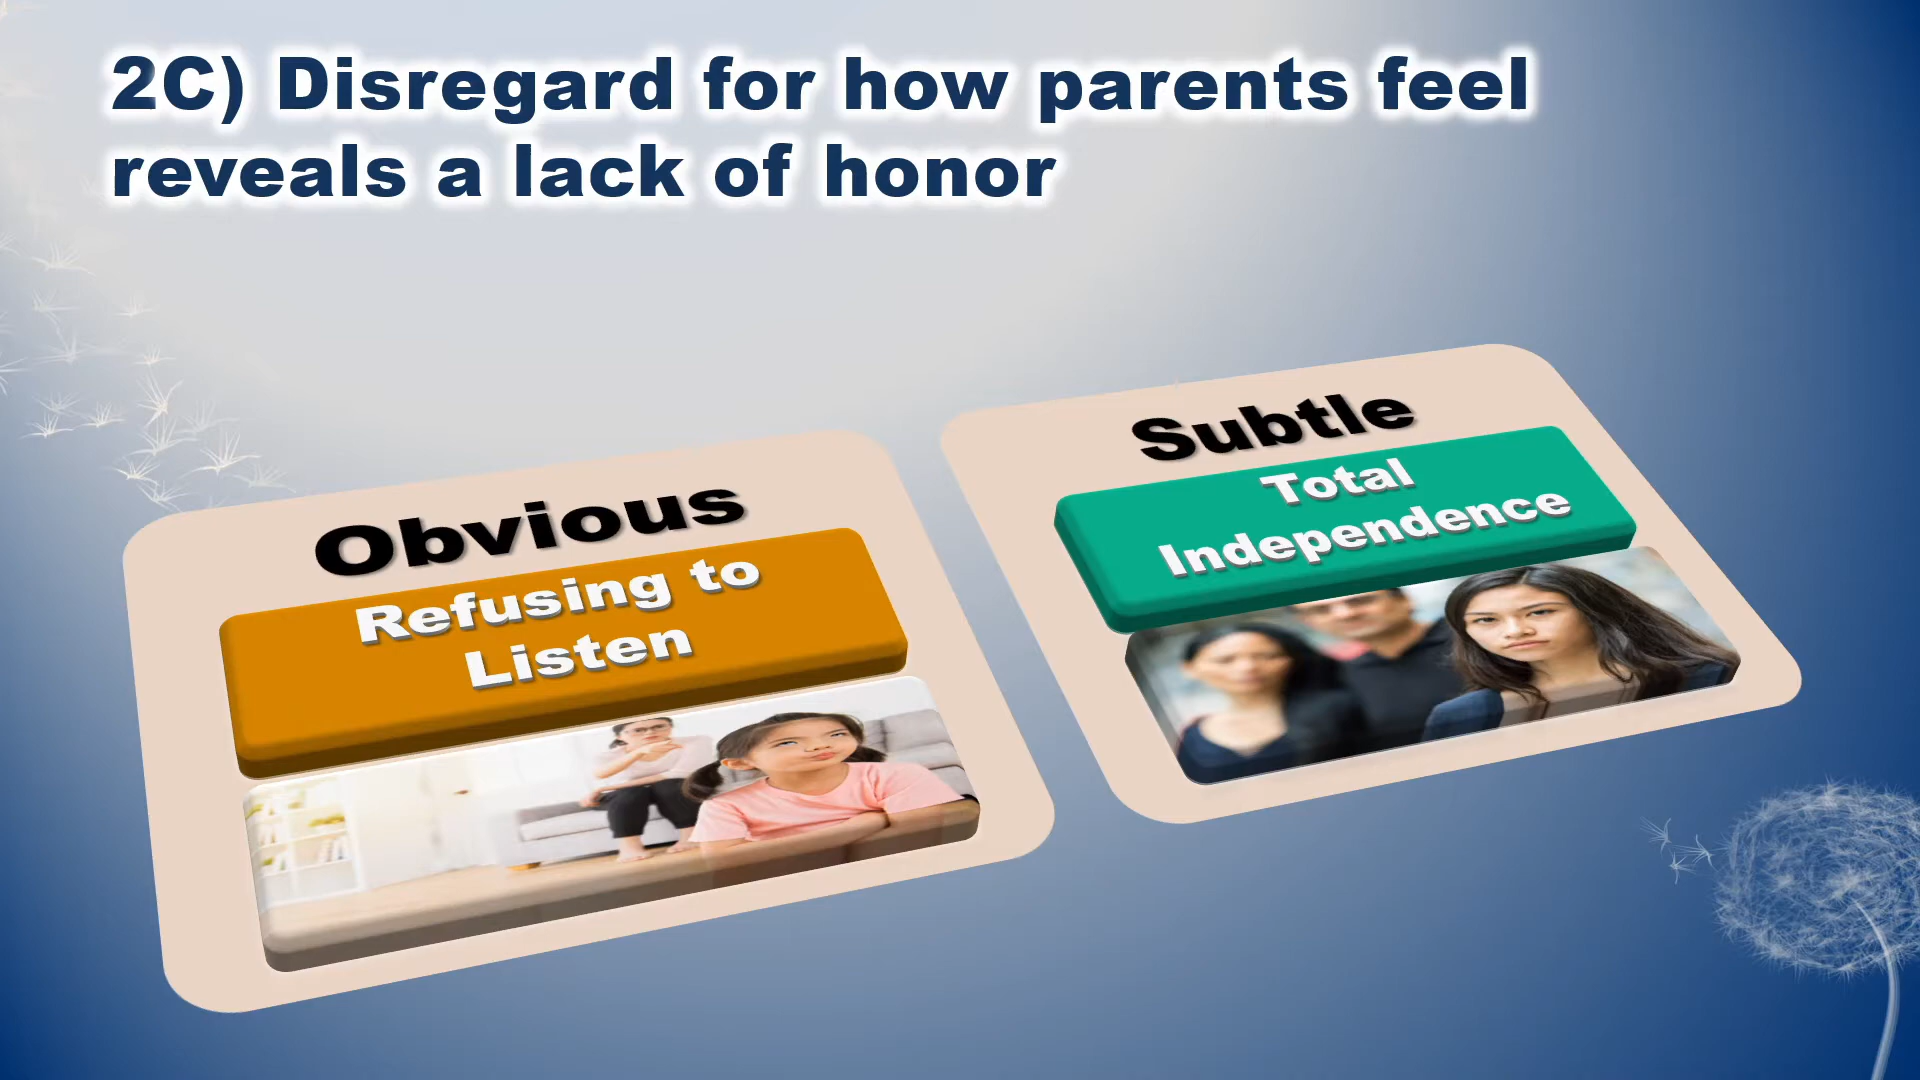 2C) Disregard for how parents feel
reveals a lack of honor
Obvious
Refusing to
Listen
Subtle
Total
Independence